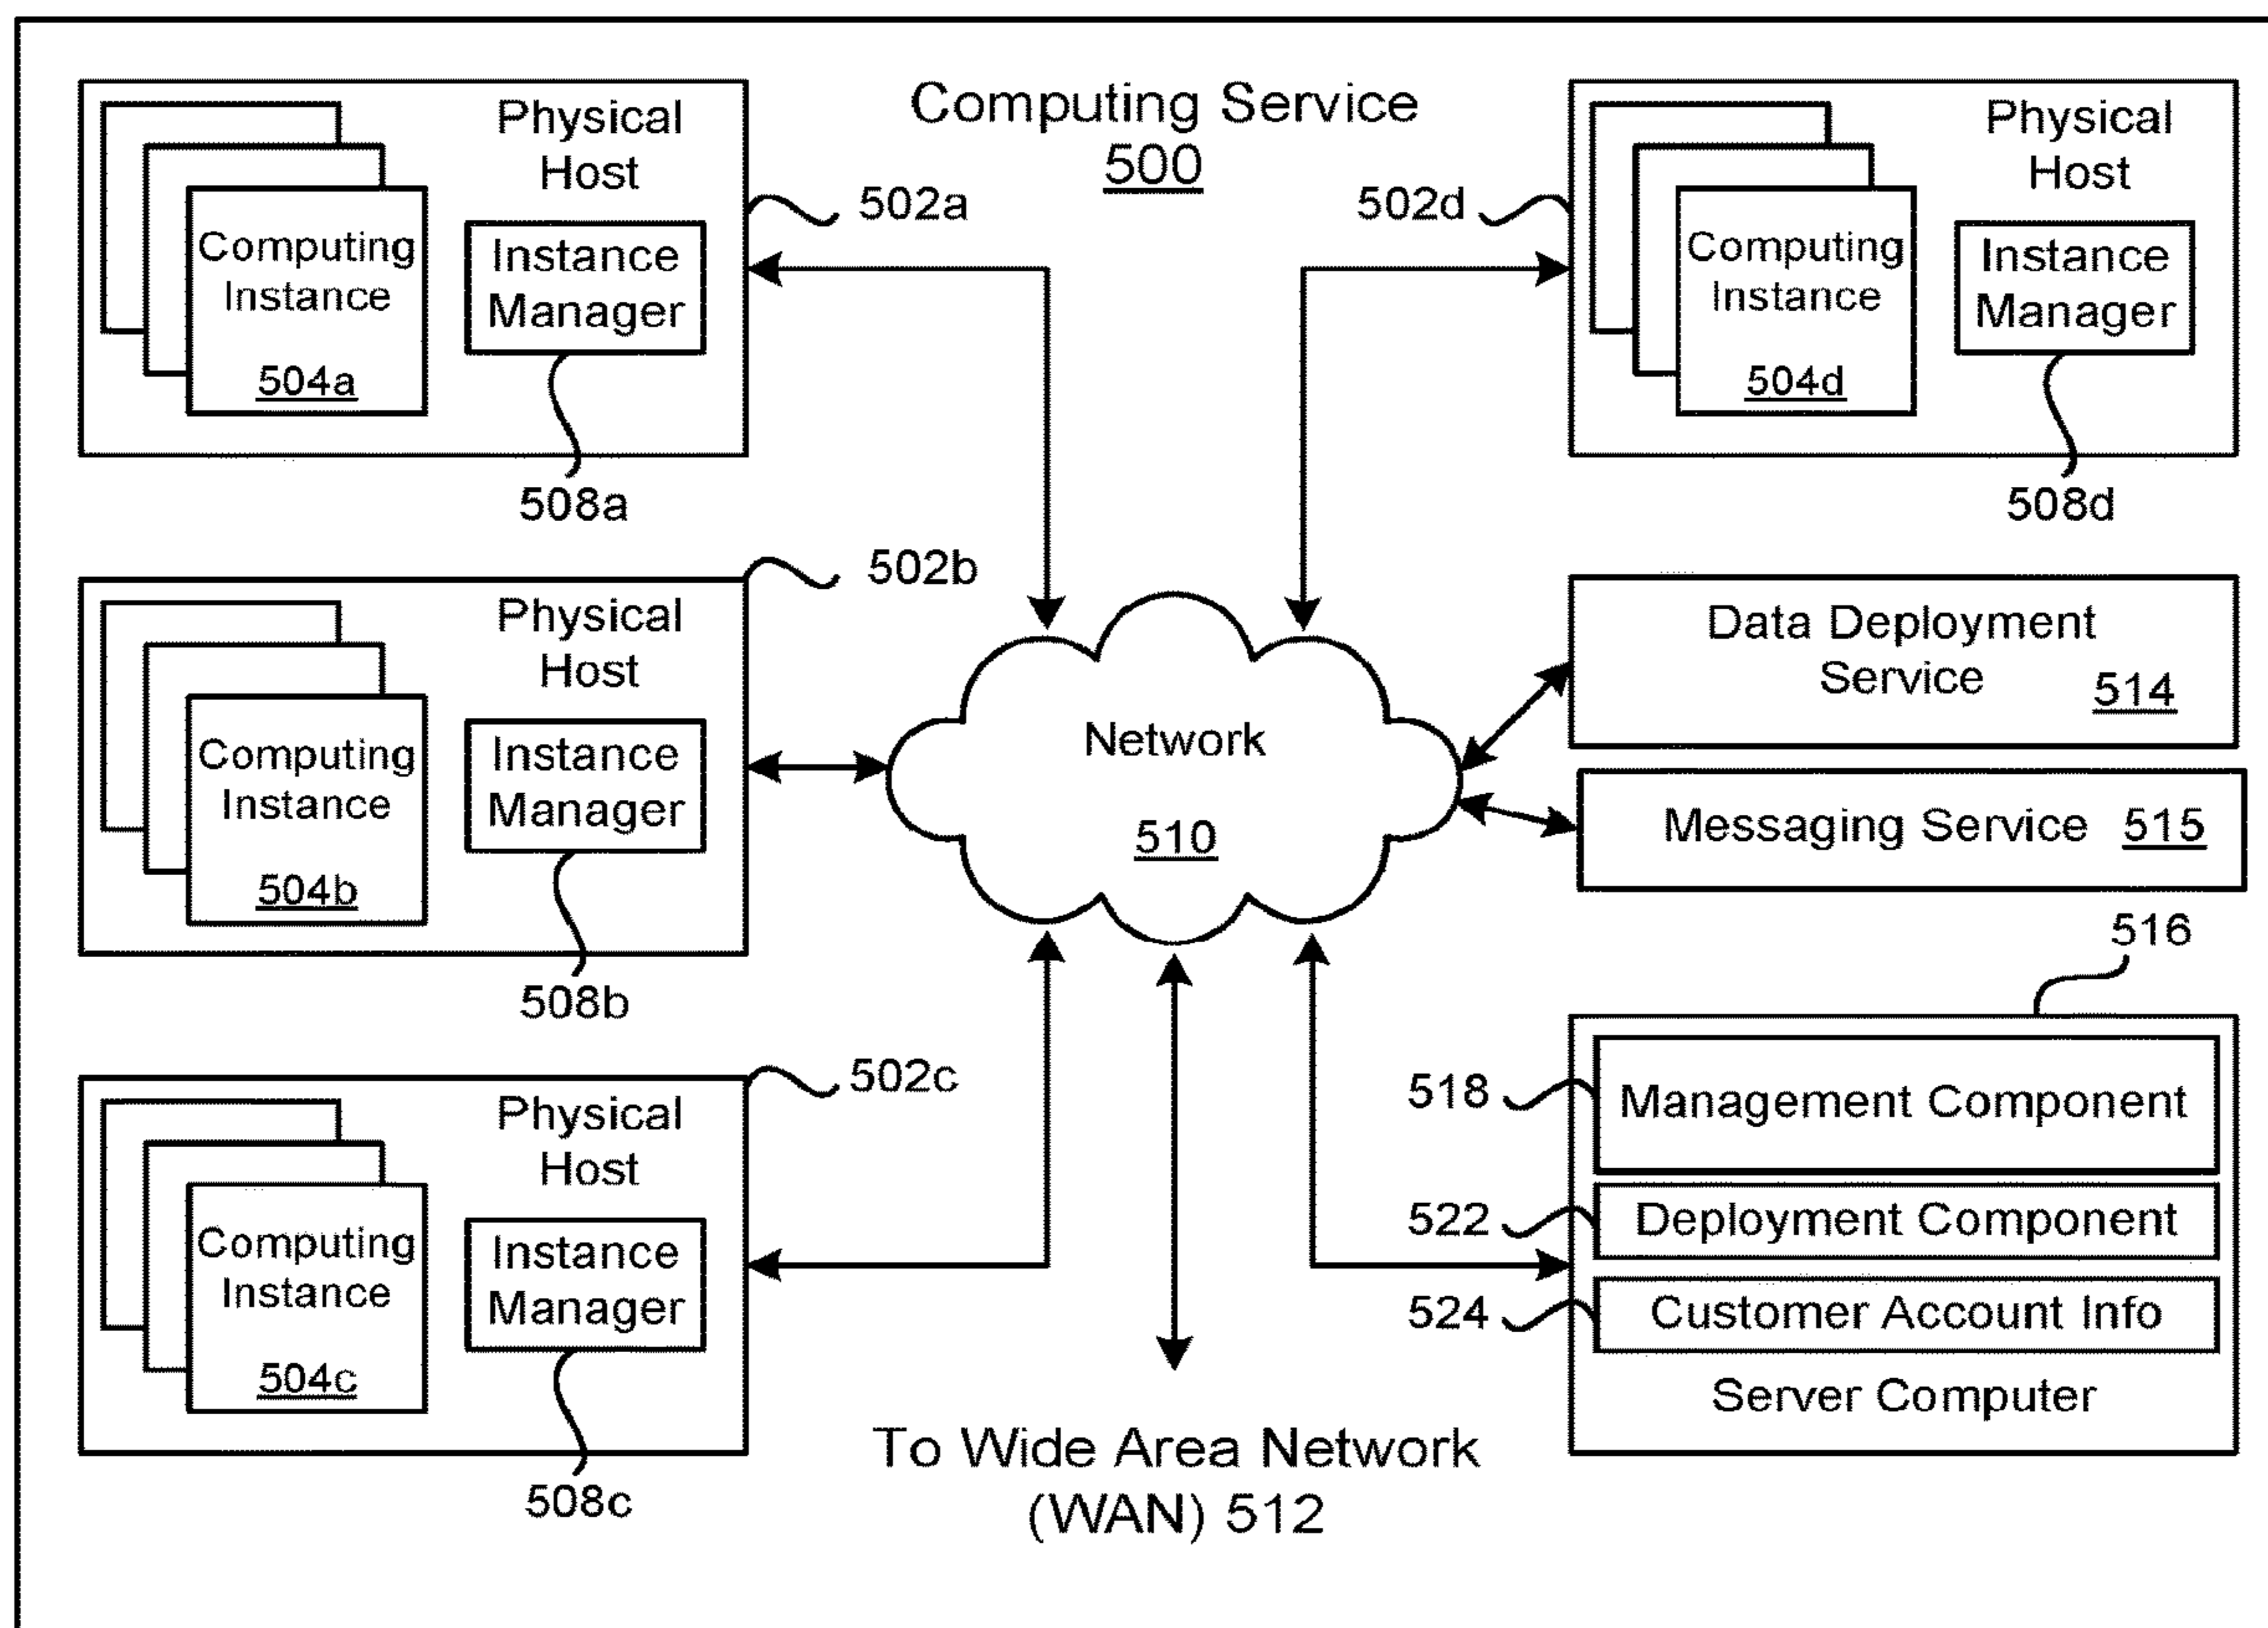 Computing Service
500
Physical
Host
502a
Computing
Instance
504a
Instance
Manager
508a
502d
Physical
Host
Computing
Instance
504d
Instance
Manager
508d
502b
Physical
Host
Computing
Instance
504b
Instance
Manager
508b
Network
510
Data Deployment
Service
514
Messaging Service 515
502c
Physical
Host
Computing
Instance
504c
Instance
Manager
508c
516
518
Management Component
522
Deployment Component
524
Customer Account Info
Server Computer
To Wide Area Network
(WAN) 512